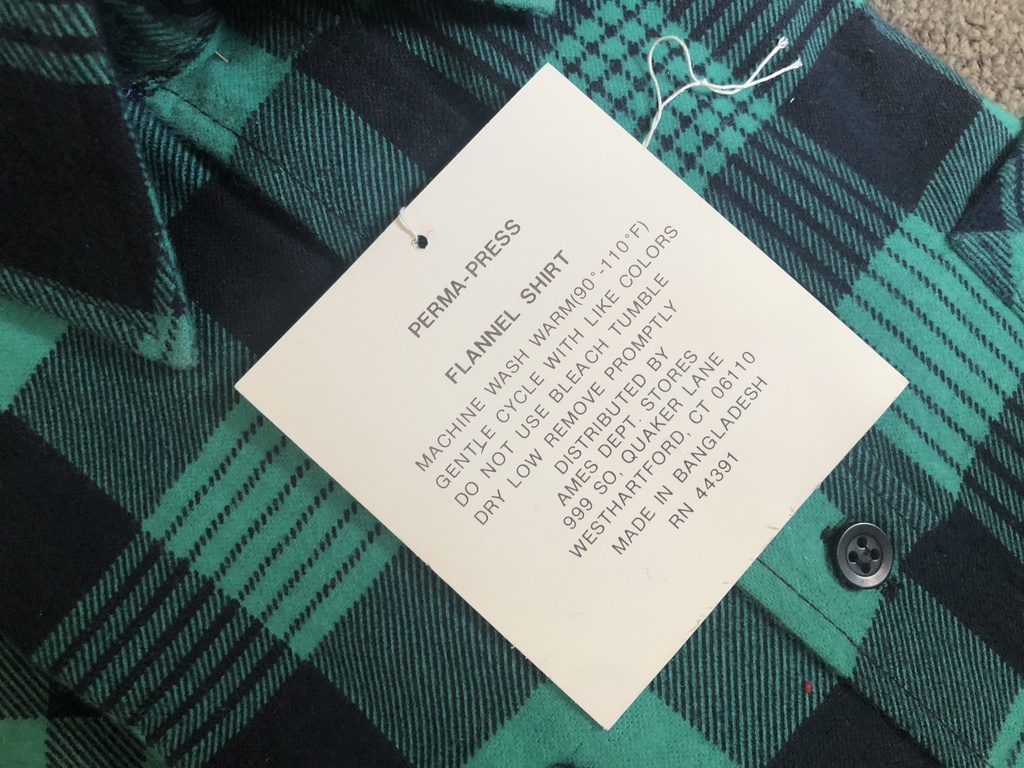 PERMA-PRESS
FLANNEL SHIRT
MACHINE WASH WARM(90°-110°F)
GENTLE CYCLE WITH LIKE COLORS
DO NOT USE BLEACH TUMBLE
DRY LOW REMOVE PROMPTLY
DISTRIBUTED BY
AMES DEPT. STORES
999 SO, QUAKER LANE
WESTHARTFORD, CT 06110
MADE IN BANGLADESH
RN 44391